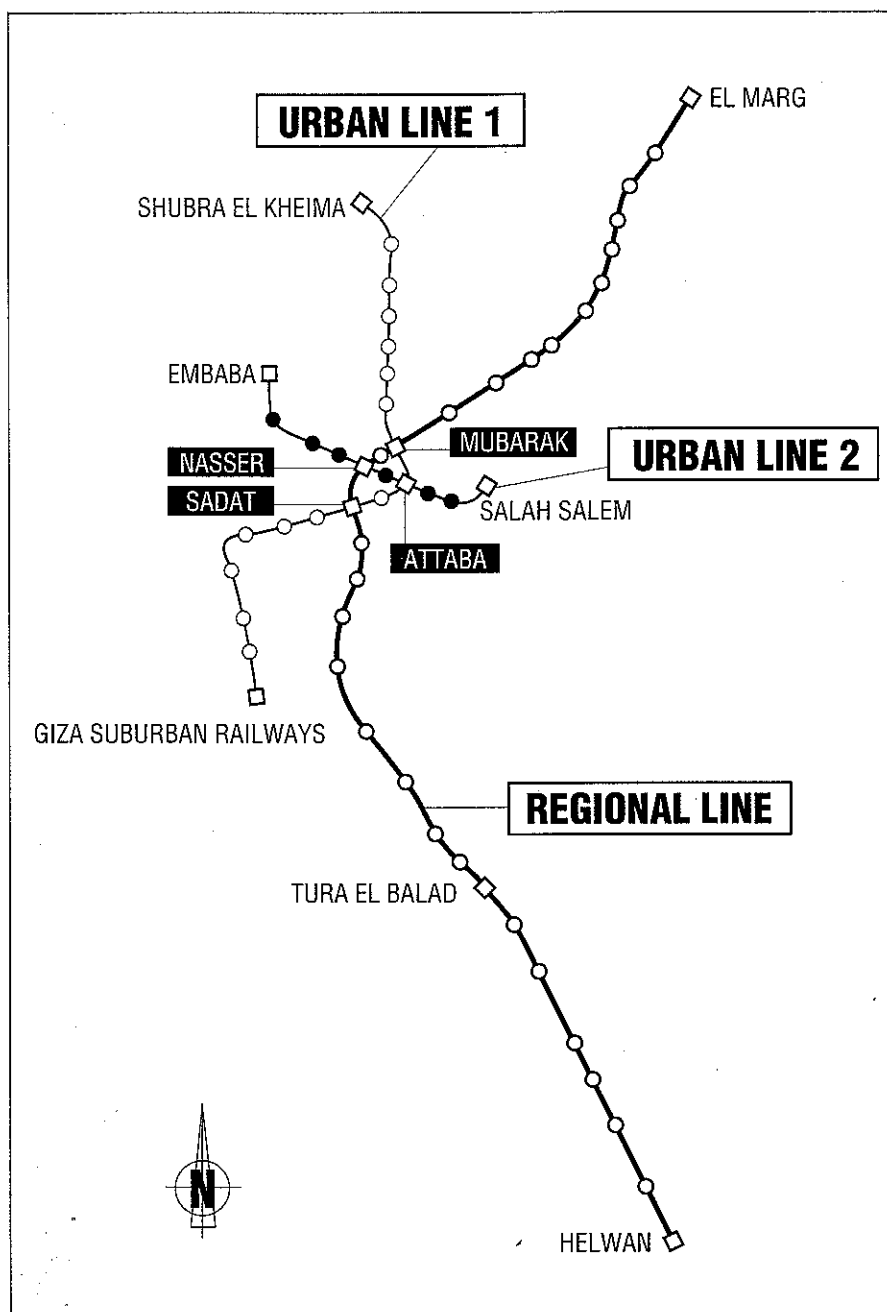 EL MARG
URBAN LINE 1
SHUBRA EL KHEIMA
EMBABA
MUBARAK
URBAN LINE 2
NASSER
SADAT
SALAH SALEM
ATTABA
GIZA SUBURBAN RAILWAYS
REGIONAL LINE
TURA EL BALAD
N
HELWAN